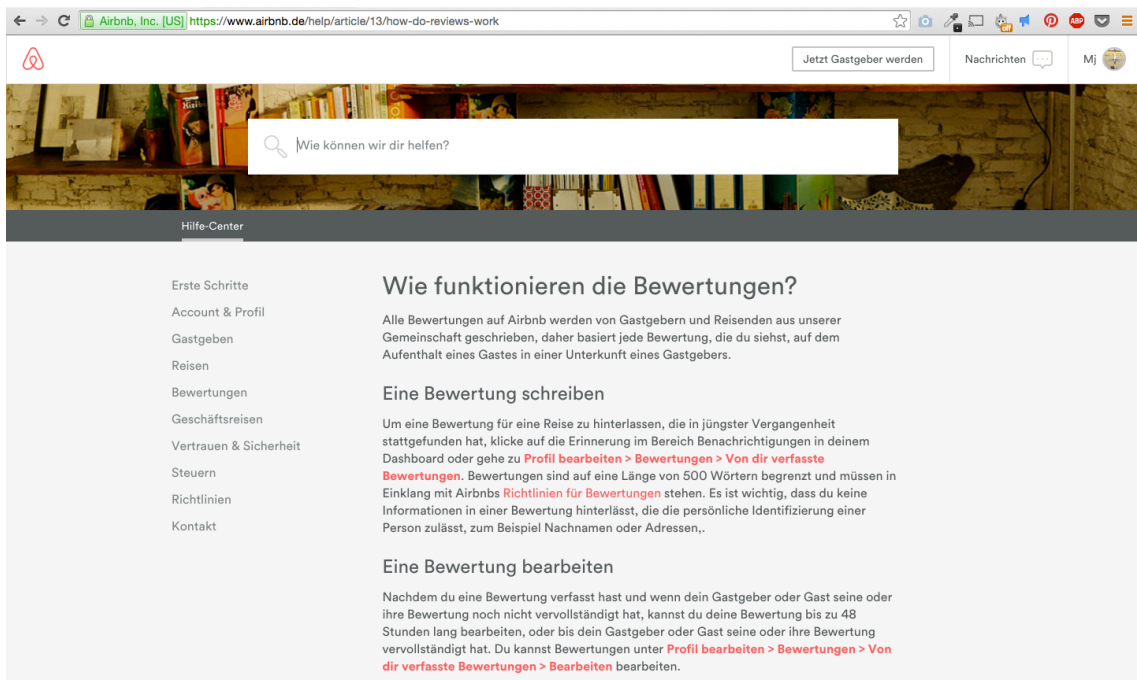 Airbnb, Inc. [US] https://www.airbnb.de/help/article/13/how-do-reviews-work
Jetzt Gastgeber werden
Nachrichten
Mj
Wie können wir dir helfen?
Hilfe-Center
Erste Schritte
Account & Profil
Gastgeben
Reisen
Bewertungen
Geschäftsreisen
Vertrauen & Sicherheit
Steuern
Richtlinien
Kontakt
Wie funktionieren die Bewertungen?
Alle Bewertungen auf Airbnb werden von Gastgebern und Reisenden aus unserer
Gemeinschaft geschrieben, daher basiert jede Bewertung, die du siehst, auf dem
Aufenthalt eines Gastes in einer Unterkunft eines Gastgebers.
Eine Bewertung schreiben
Um eine Bewertung für eine Reise zu hinterlassen, die in jüngster Vergangenheit
stattgefunden hat, klicke auf die Erinnerung im Bereich Benachrichtigungen in deinem
Dashboard oder gehe zu Profil bearbeiten > Bewertungen > Von dir verfasste
Bewertungen. Bewertungen sind auf eine Länge von 500 Wörtern begrenzt und müssen in
Einklang mit Airbnbs Richtlinien für Bewertungen stehen. Es ist wichtig, dass du keine
Informationen in einer Bewertung hinterlässt, die die persönliche Identifizierung einer
Person zulässt, zum Beispiel Nachnamen oder Adressen,.
Eine Bewertung bearbeiten
Nachdem du eine Bewertung verfasst hast und wenn dein Gastgeber oder Gast seine oder
ihre Bewertung noch nicht vervollständigt hat, kannst du deine Bewertung bis zu 48
Stunden lang bearbeiten, oder bis dein Gastgeber oder Gast seine oder ihre Bewertung
vervollständigt hat. Du kannst Bewertungen unter Profil bearbeiten > Bewertungen > Von
dir verfasste Bewertungen > Bearbeiten bearbeiten.